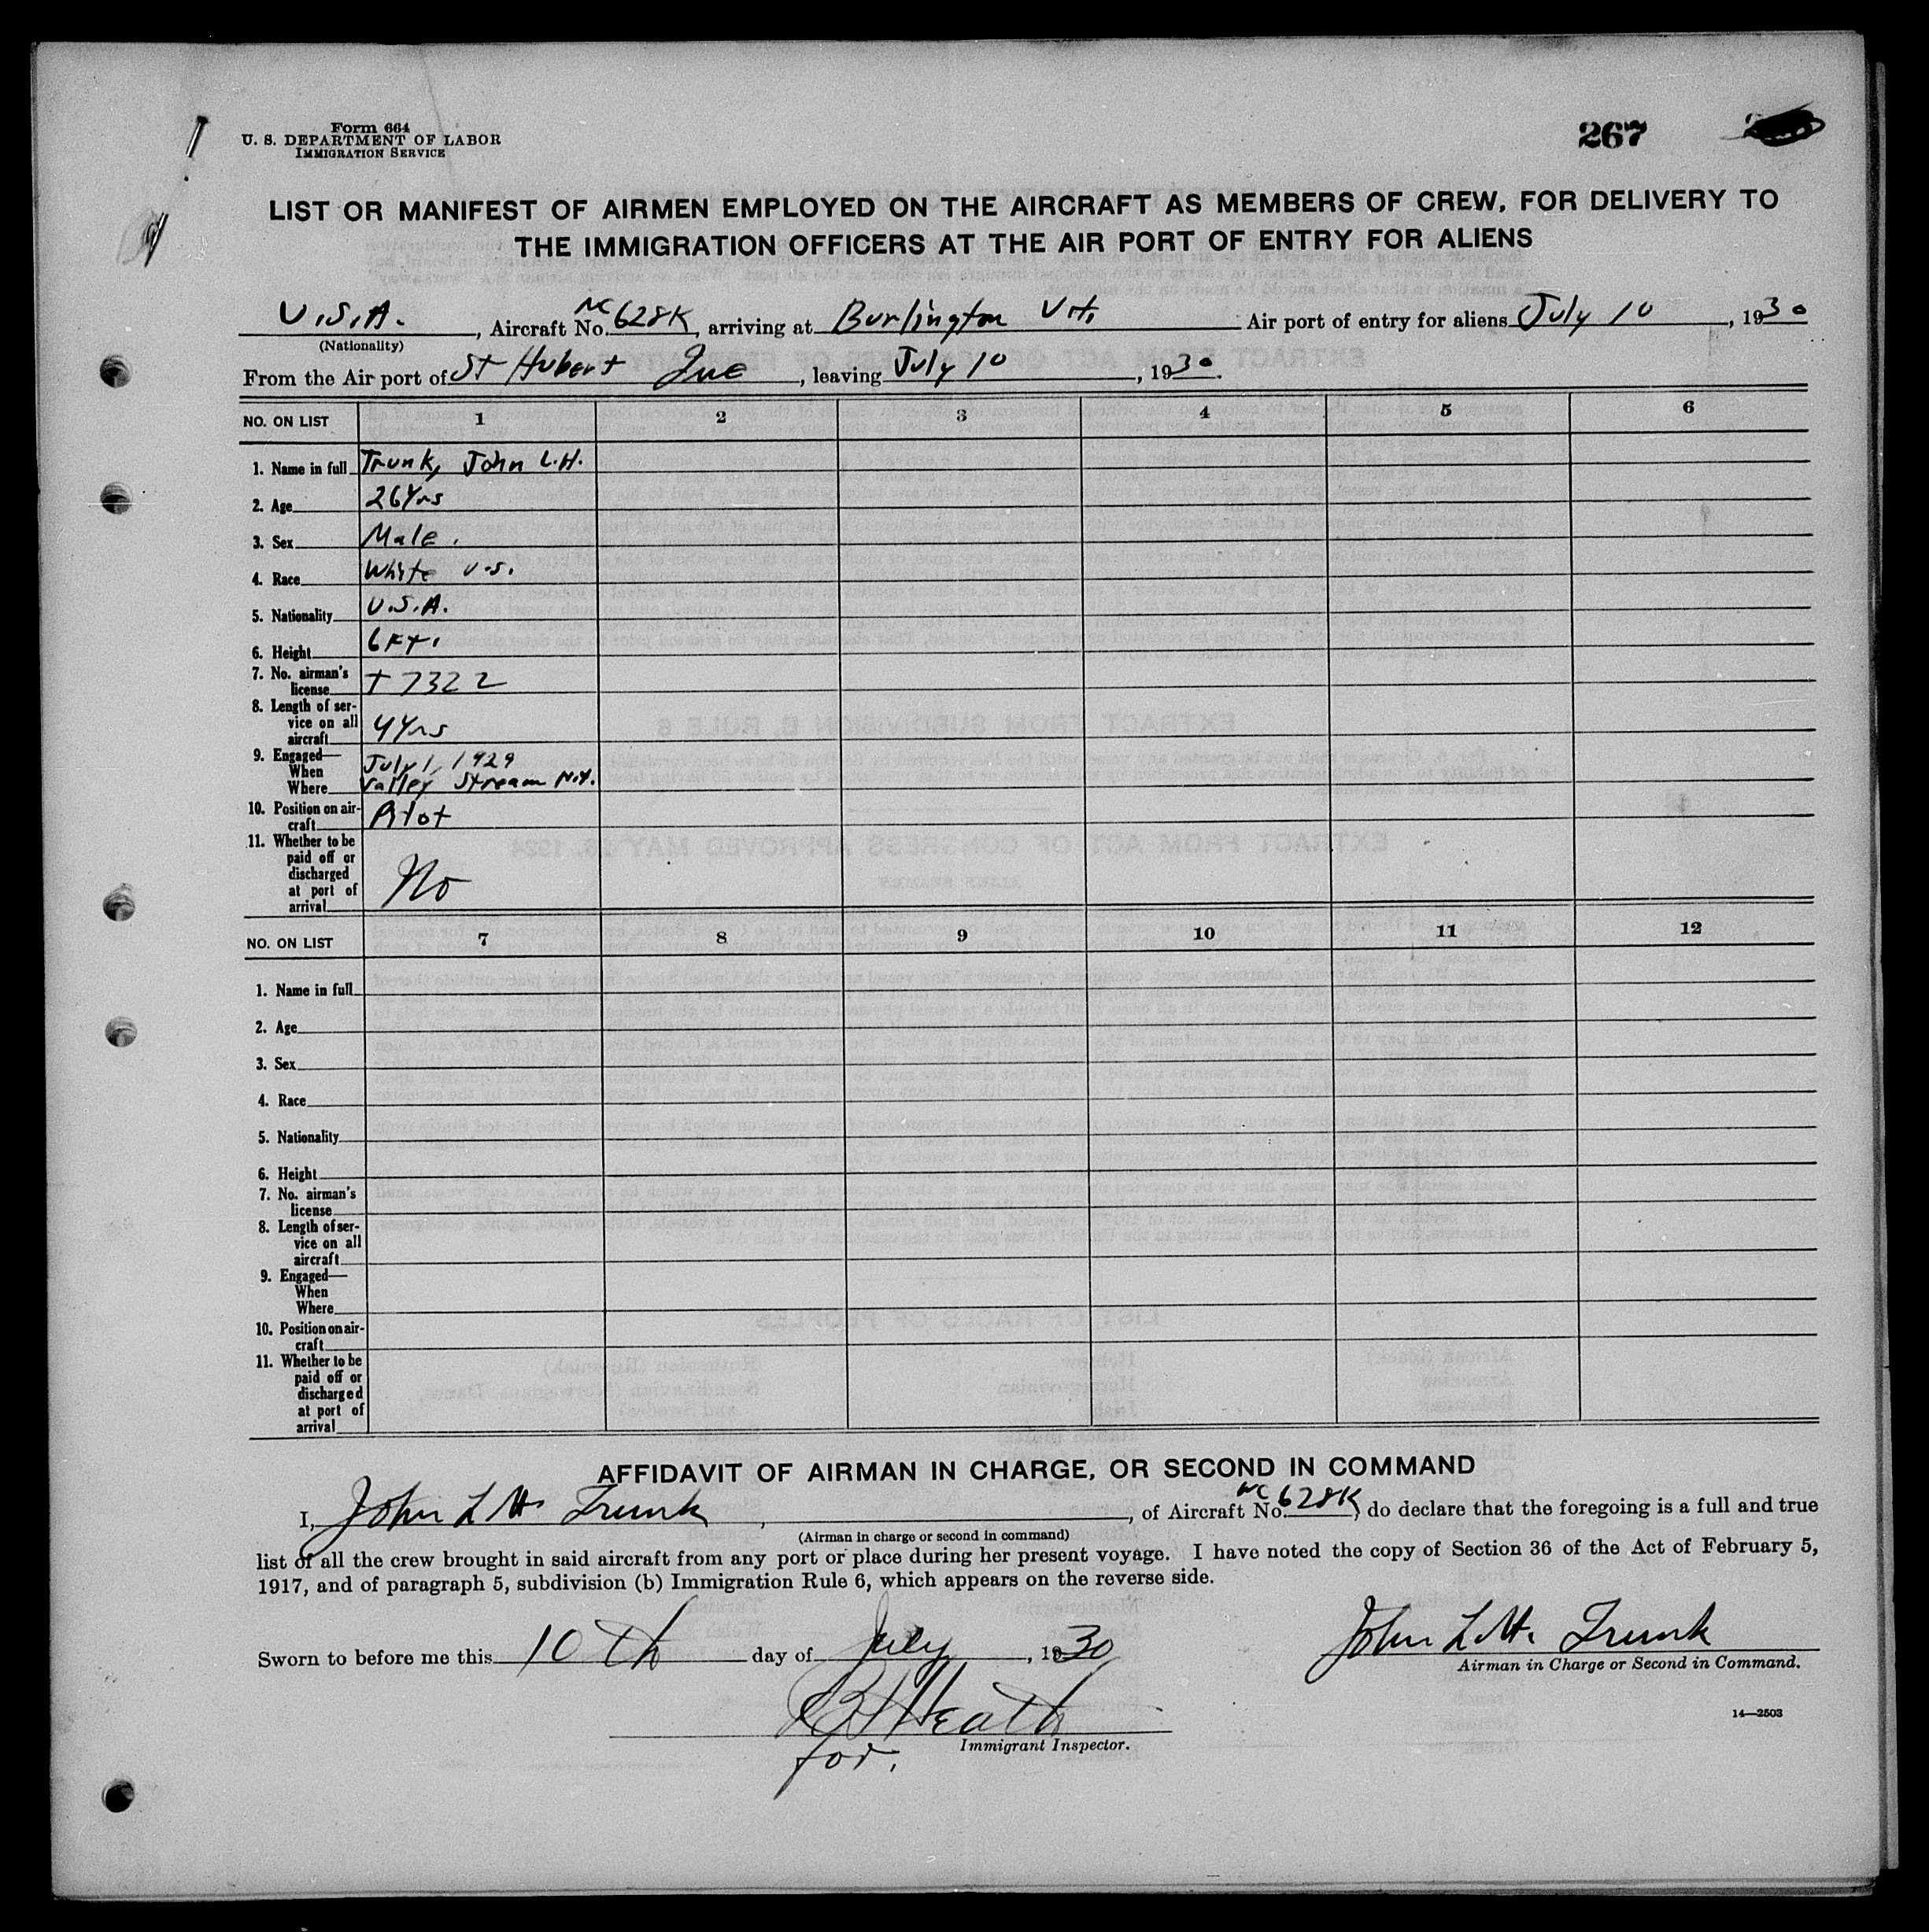 Form 664
U. S. DEPARTMENT OF LABOR
IMMIGRATION SERVICE
267
LIST OR MANIFEST OF AIRMEN EMPLOYED ON THE AIRCRAFT AS MEMBERS OF CREW, FOR DELIVERY TO
THE IMMIGRATION OFFICERS AT THE AIR PORT OF ENTRY FOR ALIENS
U.S.A., Aircraft No. NC 628K, arriving at Burlington Vt. Air port of entry for aliens July 10, 1930
(Nationality)
From the Air port of St Hubert Que, leaving July 10, 1930.
NO. ON LIST 1 2 3 4 5 6
1. Name in full Trunk, John L.H.
2. Age 26 Yrs
3. Sex Male.
4. Race White U.S.
5. Nationality U.S.A.
6. Height 6 Ft.
7. No. airman's
license T 7322
8. Length of ser-
vice on all
aircraft 4 Yrs
9. Engaged—
When July 1, 1929
Where Valley Stream N.Y.
10. Position on air-
craft Pilot
11. Whether to be
paid off or
discharged
at port of
arrival No
NO. ON LIST 7 8 9 10 11 12
1. Name in full
2. Age
3. Sex
4. Race
5. Nationality
6. Height
7. No. airman's
license
8. Length of ser-
vice on all
aircraft
9. Engaged—
When
Where
10. Position on air-
craft
11. Whether to be
paid off or
discharged
at port of
arrival
AFFIDAVIT OF AIRMAN IN CHARGE, OR SECOND IN COMMAND
I, John L H. Trunk, , of Aircraft No. NC 628K, do declare that the foregoing is a full and true
(Airman in charge or second in command)
list of all the crew brought in said aircraft from any port or place during her present voyage. I have noted the copy of Section 36 of the Act of February 5,
1917, and of paragraph 5, subdivision (b) Immigration Rule 6, which appears on the reverse side.
Sworn to before me this 10th day of July, 1930
John L.H. Trunk
Airman in Charge or Second in Command.
Heath
for. Immigrant Inspector.
14—2503